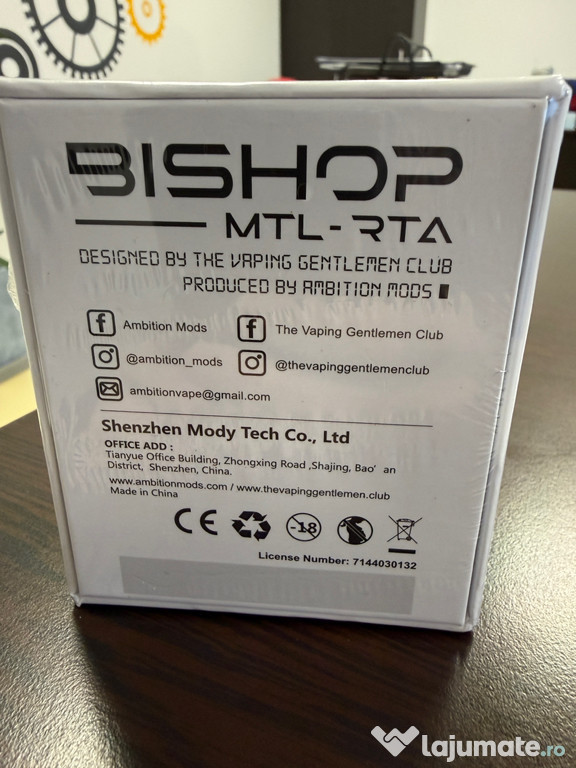 BISHOP
MTL-RTA
DESIGNED BY THE VAPING GENTLEMEN CLUB
PRODUCED BY AMBITION MODS
Ambition Mods
The Vaping Gentlemen Club
@ambition_mods
@thevapinggentlemenclub
ambitionvape@gmail.com
Shenzhen Mody Tech Co., Ltd
OFFICE ADD :
Tianyue Office Building, Zhongxing Road ,Shajing, Bao' an
District, Shenzhen, China.
www.ambitionmods.com / www.thevapinggentlemen.club
Made in China
CE
-18
License Number: 7144030132
lajumate.ro